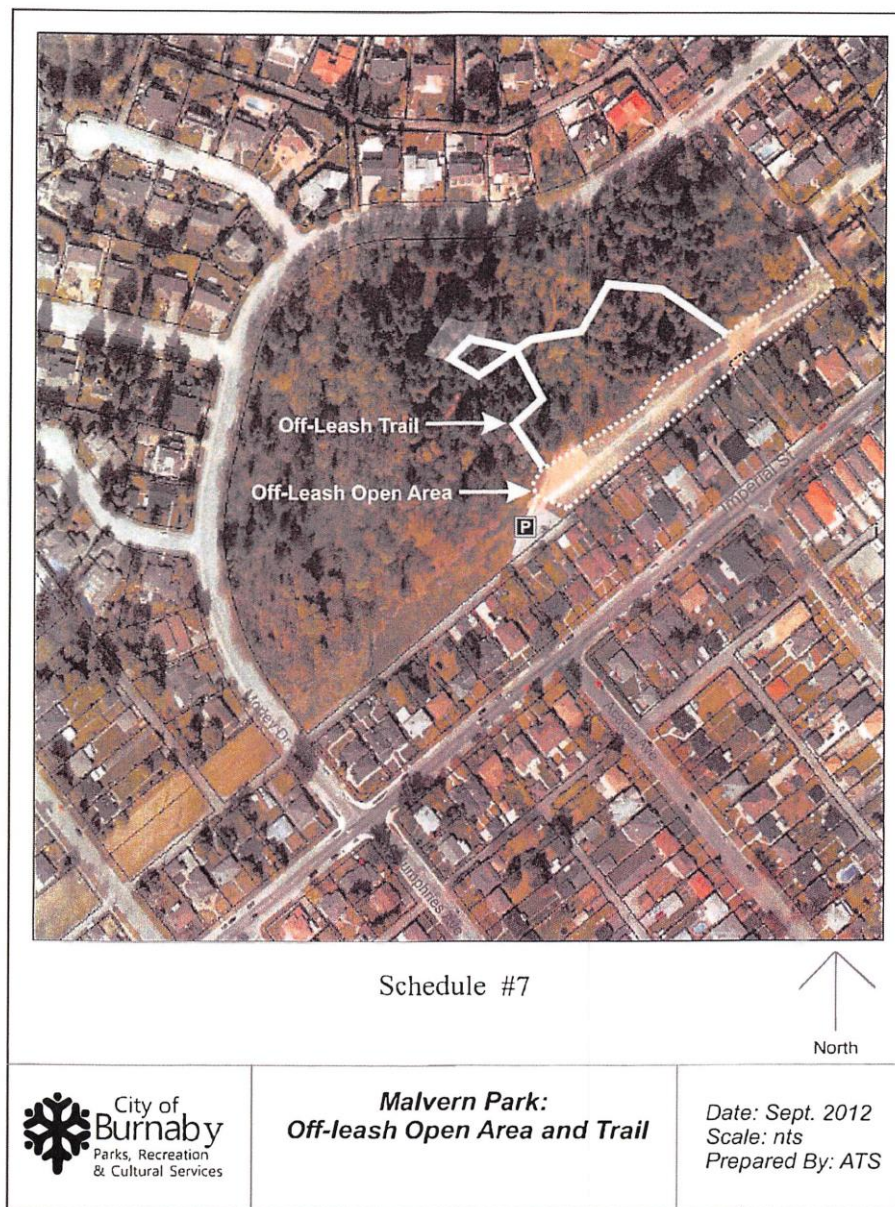 Off-Leash Trail
Off-Leash Open Area
P
Imperial St
Schedule #7
North
City of
Burnaby
Parks, Recreation
& Cultural Services
Malvern Park:
Off-leash Open Area and Trail
Date: Sept. 2012
Scale: nts
Prepared By: ATS